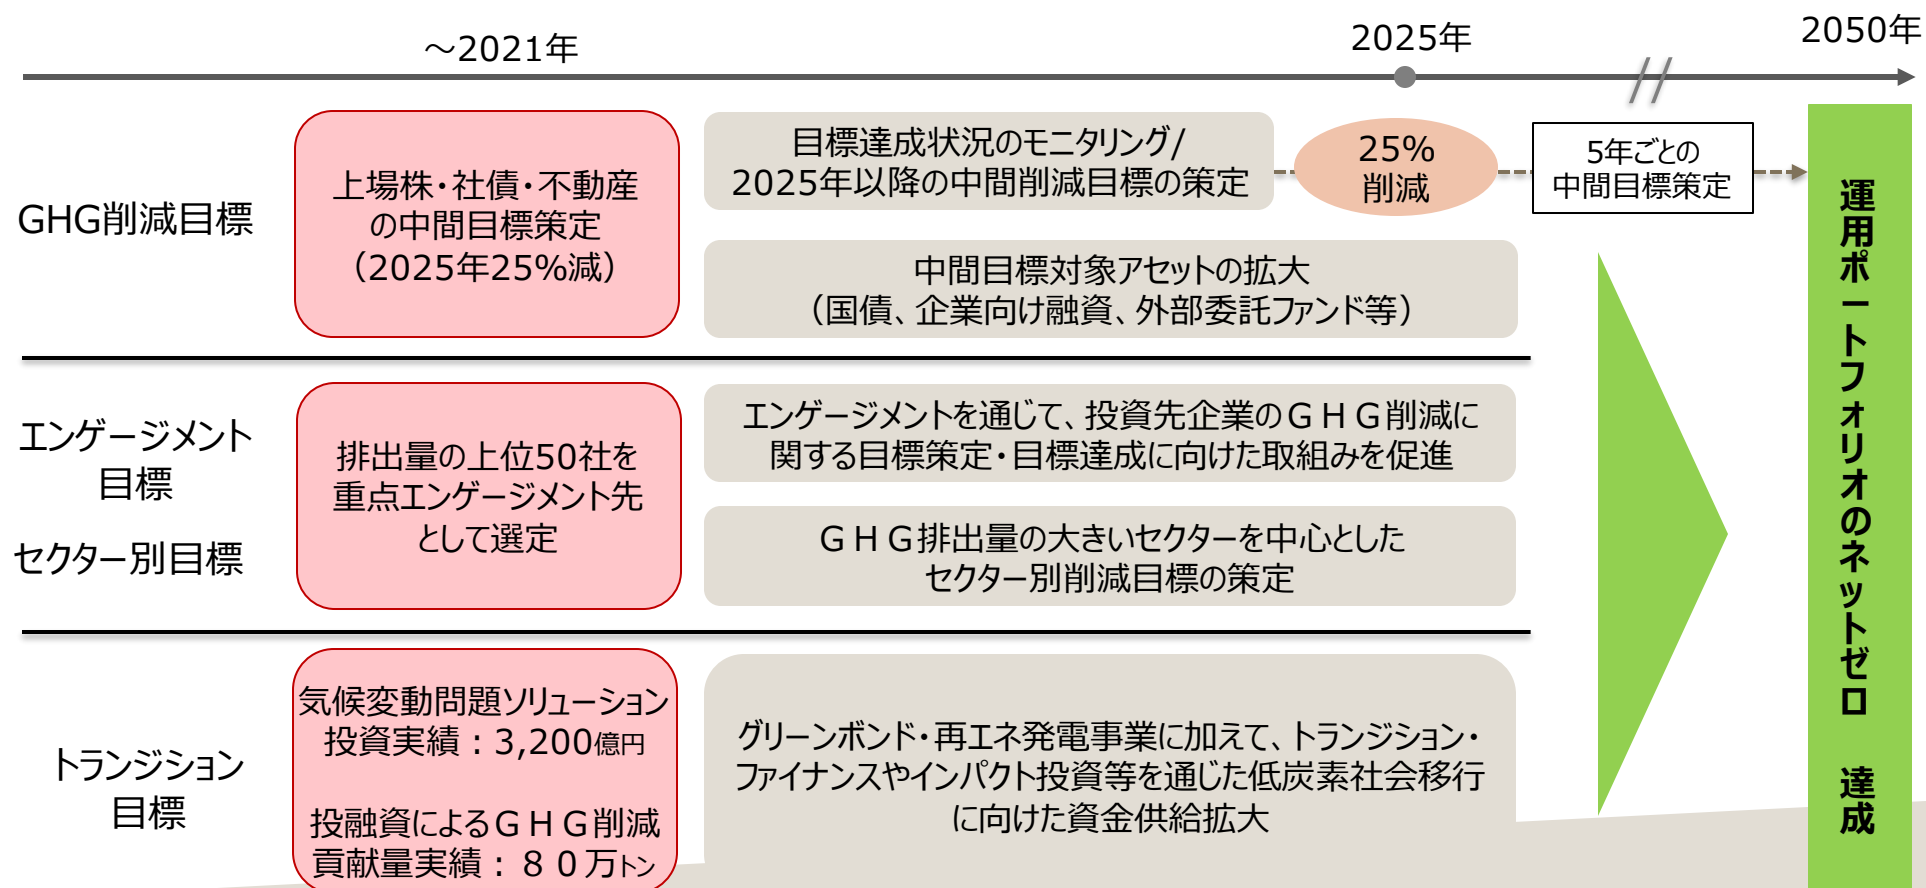 ～2021年
2025年
2050年
GHG削減目標
上場株・社債・不動産
の中間目標策定
（2025年25%減）
目標達成状況のモニタリング/
2025年以降の中間削減目標の策定
25%
削減
5年ごとの
中間目標策定
中間目標対象アセットの拡大
（国債、企業向け融資、外部委託ファンド等）
エンゲージメント
目標
セクター別目標
排出量の上位50社を
重点エンゲージメント先
として選定
エンゲージメントを通じて、投資先企業のＧＨＧ削減に
関する目標策定・目標達成に向けた取組みを促進
ＧＨＧ排出量の大きいセクターを中心とした
セクター別削減目標の策定
トランジション
目標
気候変動問題ソリューション
投資実績：3,200億円
投融資によるＧＨＧ削減
貢献量実績：８０万トン
グリーンボンド・再エネ発電事業に加えて、トランジション・
ファイナンスやインパクト投資等を通じた低炭素社会移行
に向けた資金供給拡大
運用ポートフォリオのネットゼロ　達成